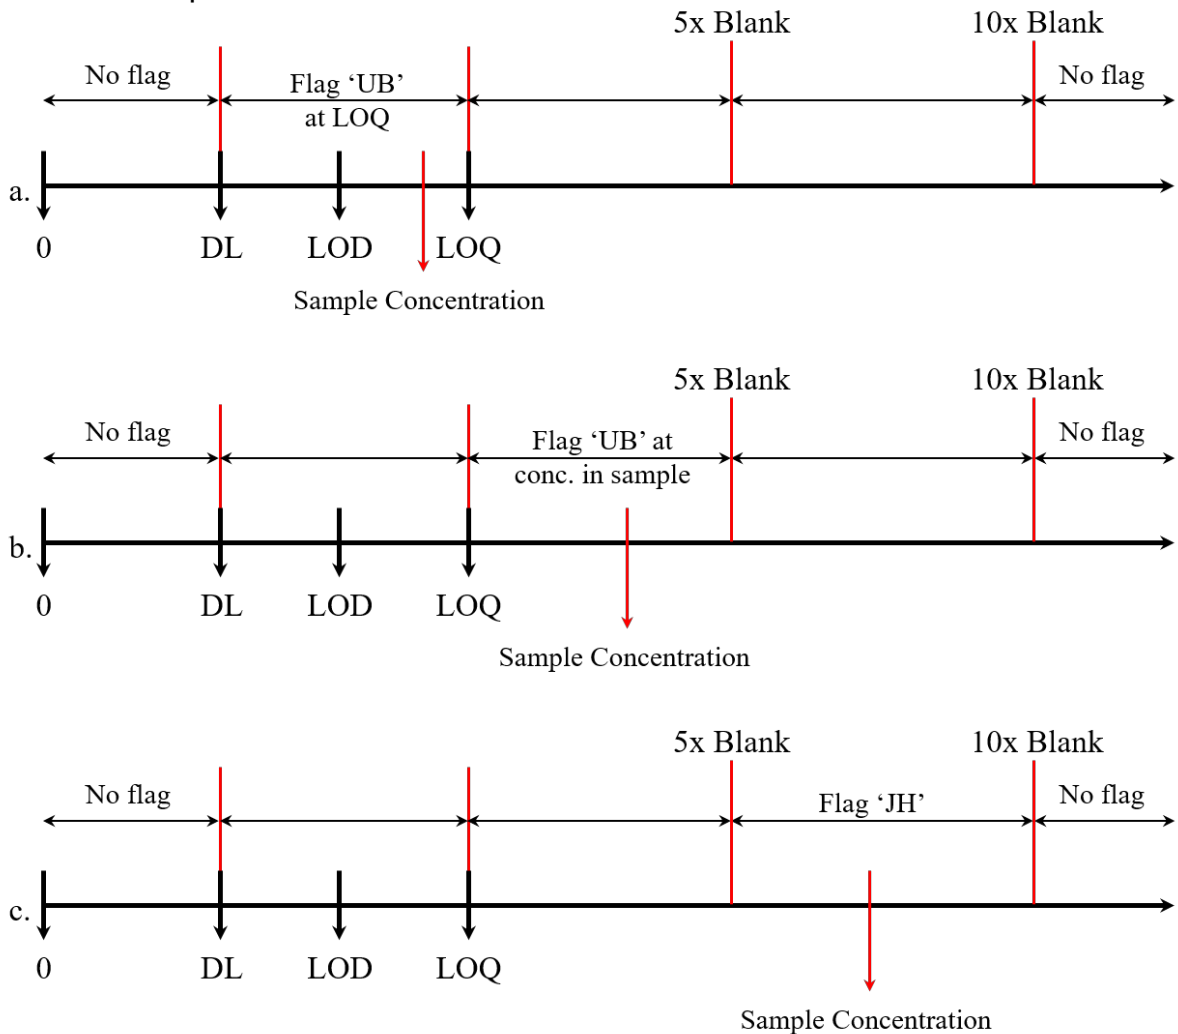 5x Blank 10x Blank
No flag Flag ‘UB’ No flag
at LOQ
a.
0 DL LOD LOQ
Sample Concentration
5x Blank 10x Blank
No flag Flag ‘UB’ at No flag
conc. in sample
b.
0 DL LOD LOQ
Sample Concentration
5x Blank 10x Blank
No flag Flag ‘JH’ No flag
c.
0 DL LOD LOQ
Sample Concentration